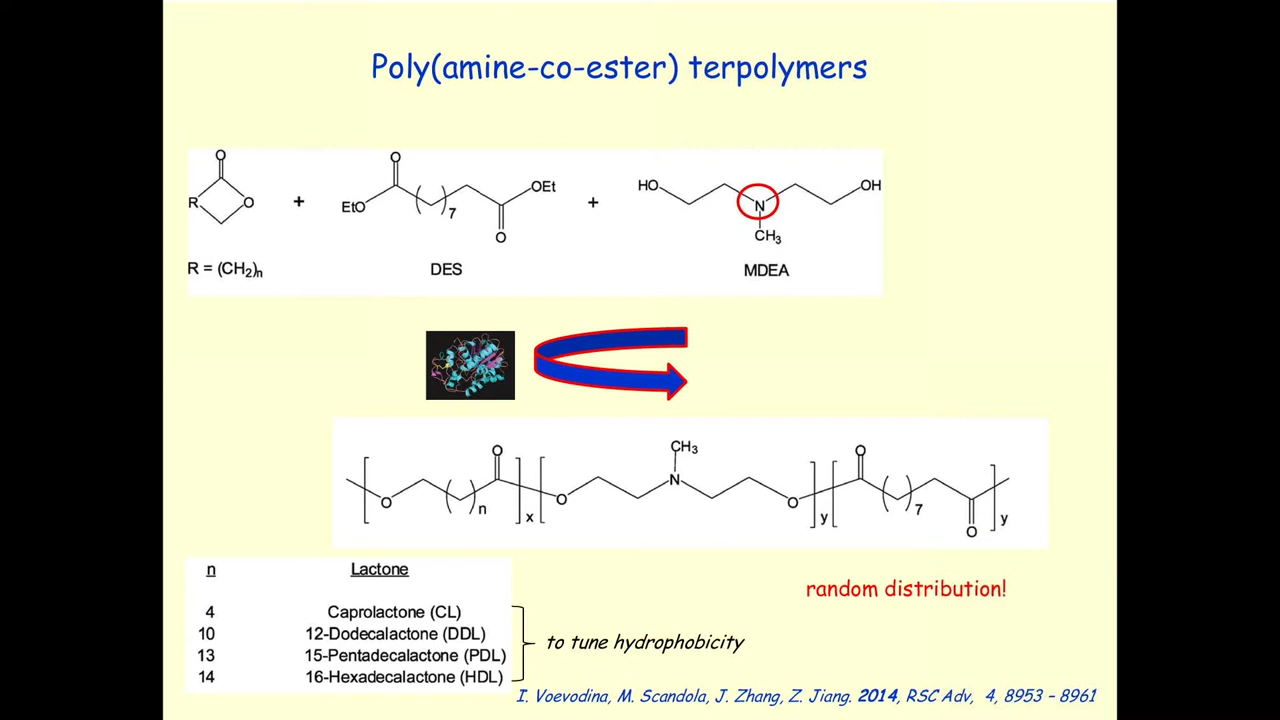 Poly(amine-co-ester) terpolymers
O
R
O
+
O
EtO
( )7
OEt
O
+
HO
N
CH3
OH
R = (CH2)n
DES
MDEA
[ O ( )n O ]x [ O N CH3 O ]y [ O ( )7 O ]y
n Lactone
4 Caprolactone (CL)
10 12-Dodecalactone (DDL)
13 15-Pentadecalactone (PDL)
14 16-Hexadecalactone (HDL)
random distribution!
to tune hydrophobicity
I. Voevodina, M. Scandola, J. Zhang, Z. Jiang. 2014, RSC Adv, 4, 8953 – 8961